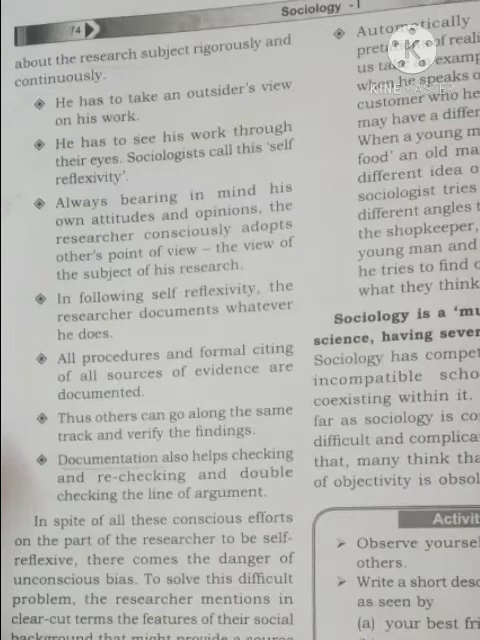 Sociology - I
74
about the research subject rigorously and
continuously.
He has to take an outsider's view
on his work.
He has to see his work through
their eyes. Sociologists call this 'self
reflexivity'.
Always bearing in mind his
own attitudes and opinions, the
researcher consciously adopts
other's point of view – the view of
the subject of his research.
In following self reflexivity, the
researcher documents whatever
he does.
All procedures and formal citing
of all sources of evidence are
documented.
Thus others can go along the same
track and verify the findings.
Documentation also helps checking
and re-checking and double
checking the line of argument.
In spite of all these conscious efforts
on the part of the researcher to be self-
reflexive, there comes the danger of
unconscious bias. To solve this difficult
problem, the researcher mentions in
clear-cut terms the features of their social
background that might provide a source
Automatically
of reali
us
when he speaks o
customer who he
may have a differ
When a young m
food' an old ma
different idea o
sociologist tries
different angles t
the shopkeeper,
young man and
he tries to find o
what they think
Sociology is a 'mu
science, having sever
Sociology has compet
incompatible scho
coexisting within it.
far as sociology is co
difficult and complica
that, many think tha
of objectivity is obsol
Activit
Observe yoursel
others.
Write a short desc
as seen by
(a) your best fri
K
KINEMASTER